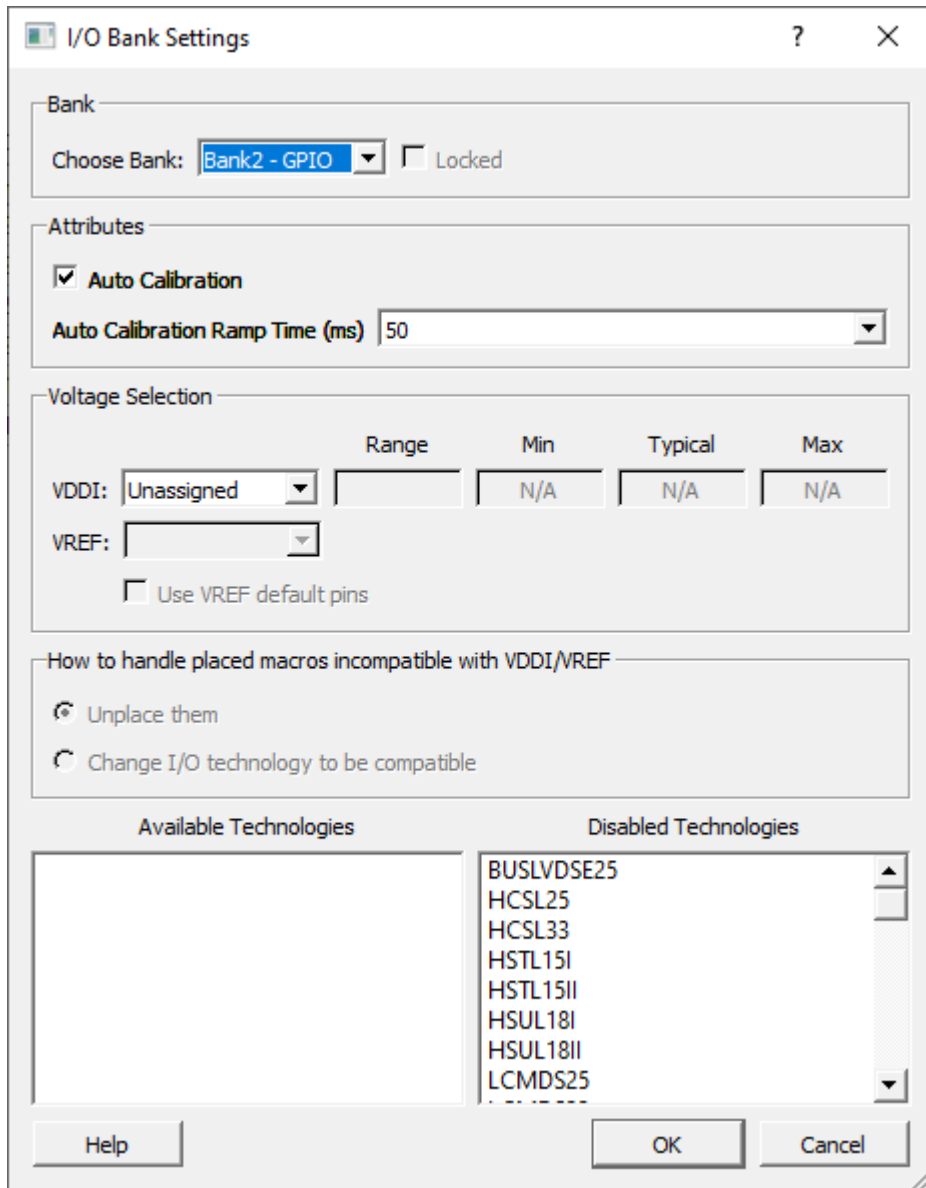 I/O Bank Settings
Bank
Choose Bank: Bank2 - GPIO Locked
Attributes
Auto Calibration
Auto Calibration Ramp Time (ms) 50
Voltage Selection
Range Min Typical Max
VDDI: Unassigned N/A N/A N/A
VREF:
Use VREF default pins
How to handle placed macros incompatible with VDDI/VREF
Unplace them
Change I/O technology to be compatible
Available Technologies Disabled Technologies
BUSLVDSE25
HCSL25
HCSL33
HSTL15I
HSTL15II
HSUL18I
HSUL18II
LCMDS25
Help OK Cancel